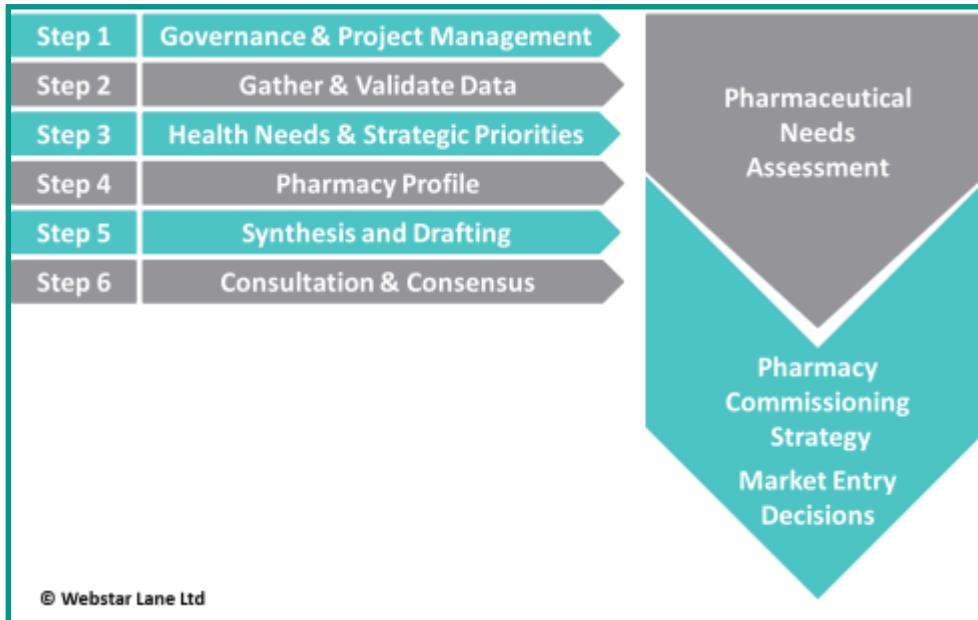 Step 1 Governance & Project Management
Step 2 Gather & Validate Data
Step 3 Health Needs & Strategic Priorities
Step 4 Pharmacy Profile
Step 5 Synthesis and Drafting
Step 6 Consultation & Consensus
Pharmaceutical
Needs
Assessment
Pharmacy
Commissioning
Strategy
Market Entry
Decisions
© Webstar Lane Ltd